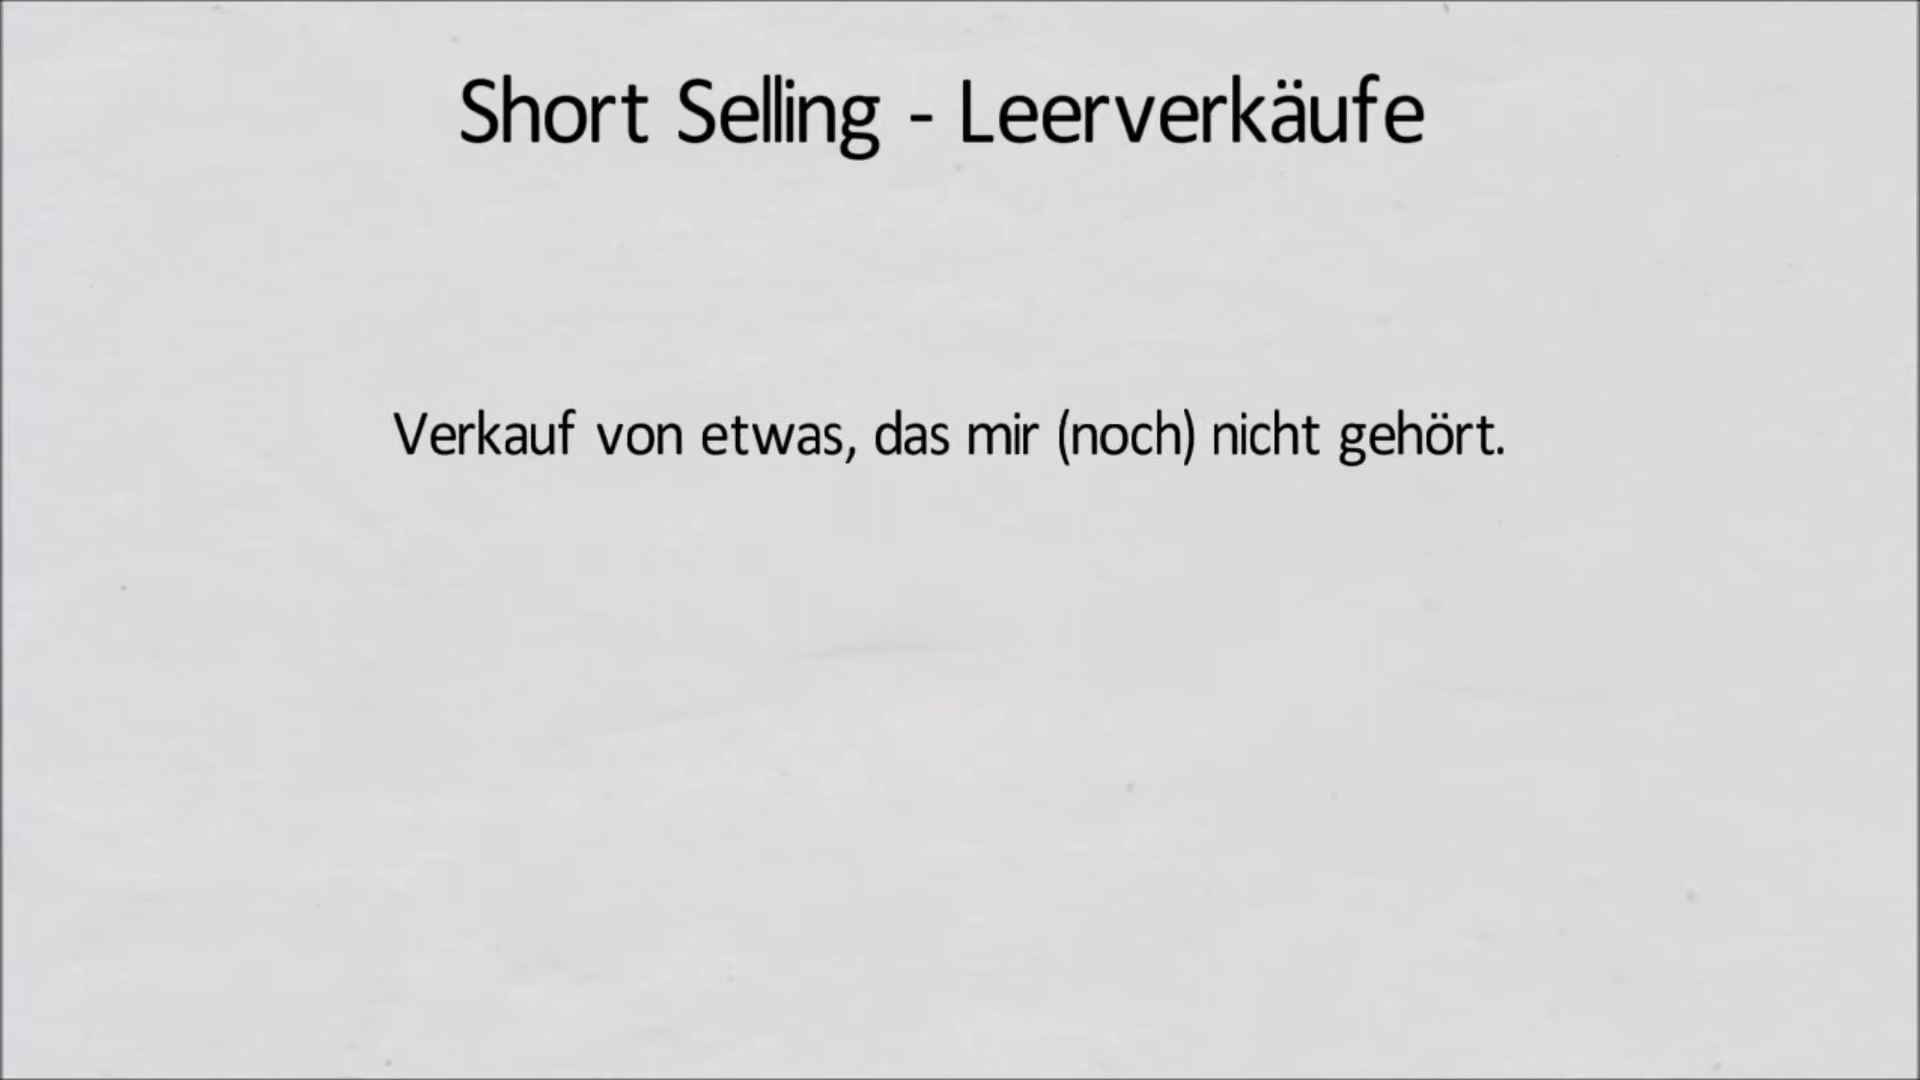 Short Selling - Leerverkäufe
Verkauf von etwas, das mir (noch) nicht gehört.